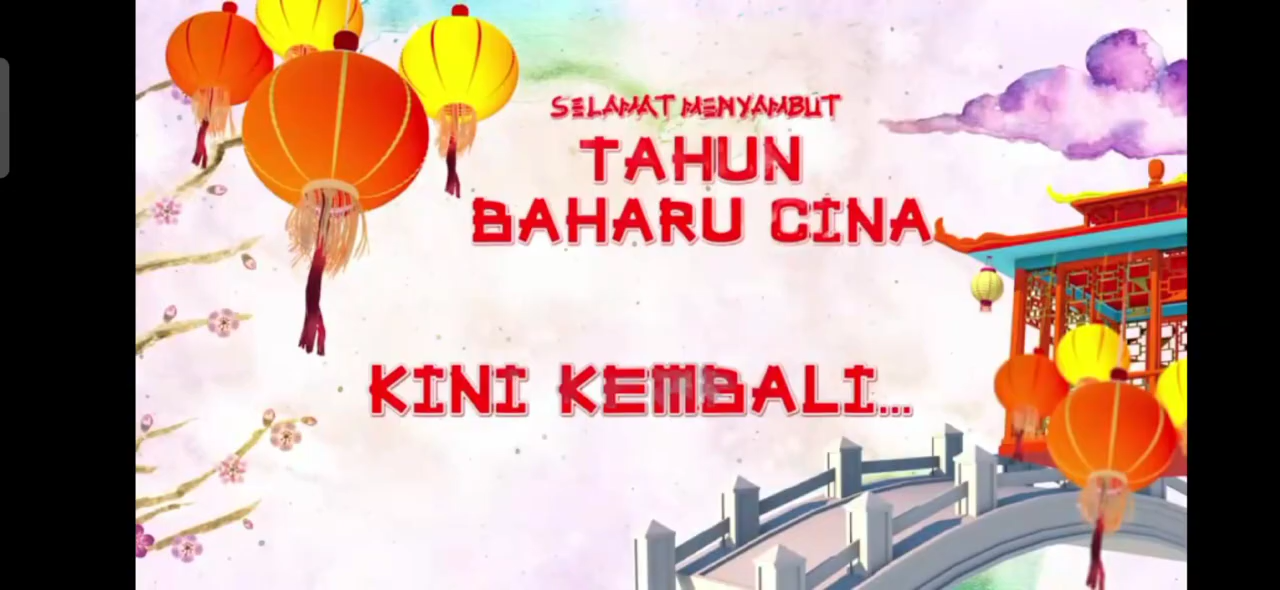 SELAMAT MENYAMBUT
TAHUN
BAHARU CINA
KINI KEMBALI...